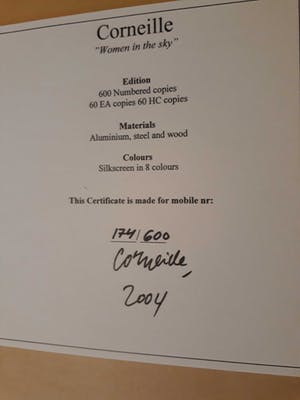 Corneille
"Women in the sky"
Edition
600 Numbered copies
60 EA copies 60 HC copies
Materials
Aluminium, steel and wood
Colours
Silkscreen in 8 colours
This Certificate is made for mobile nr:
174/600
Corneille
2004